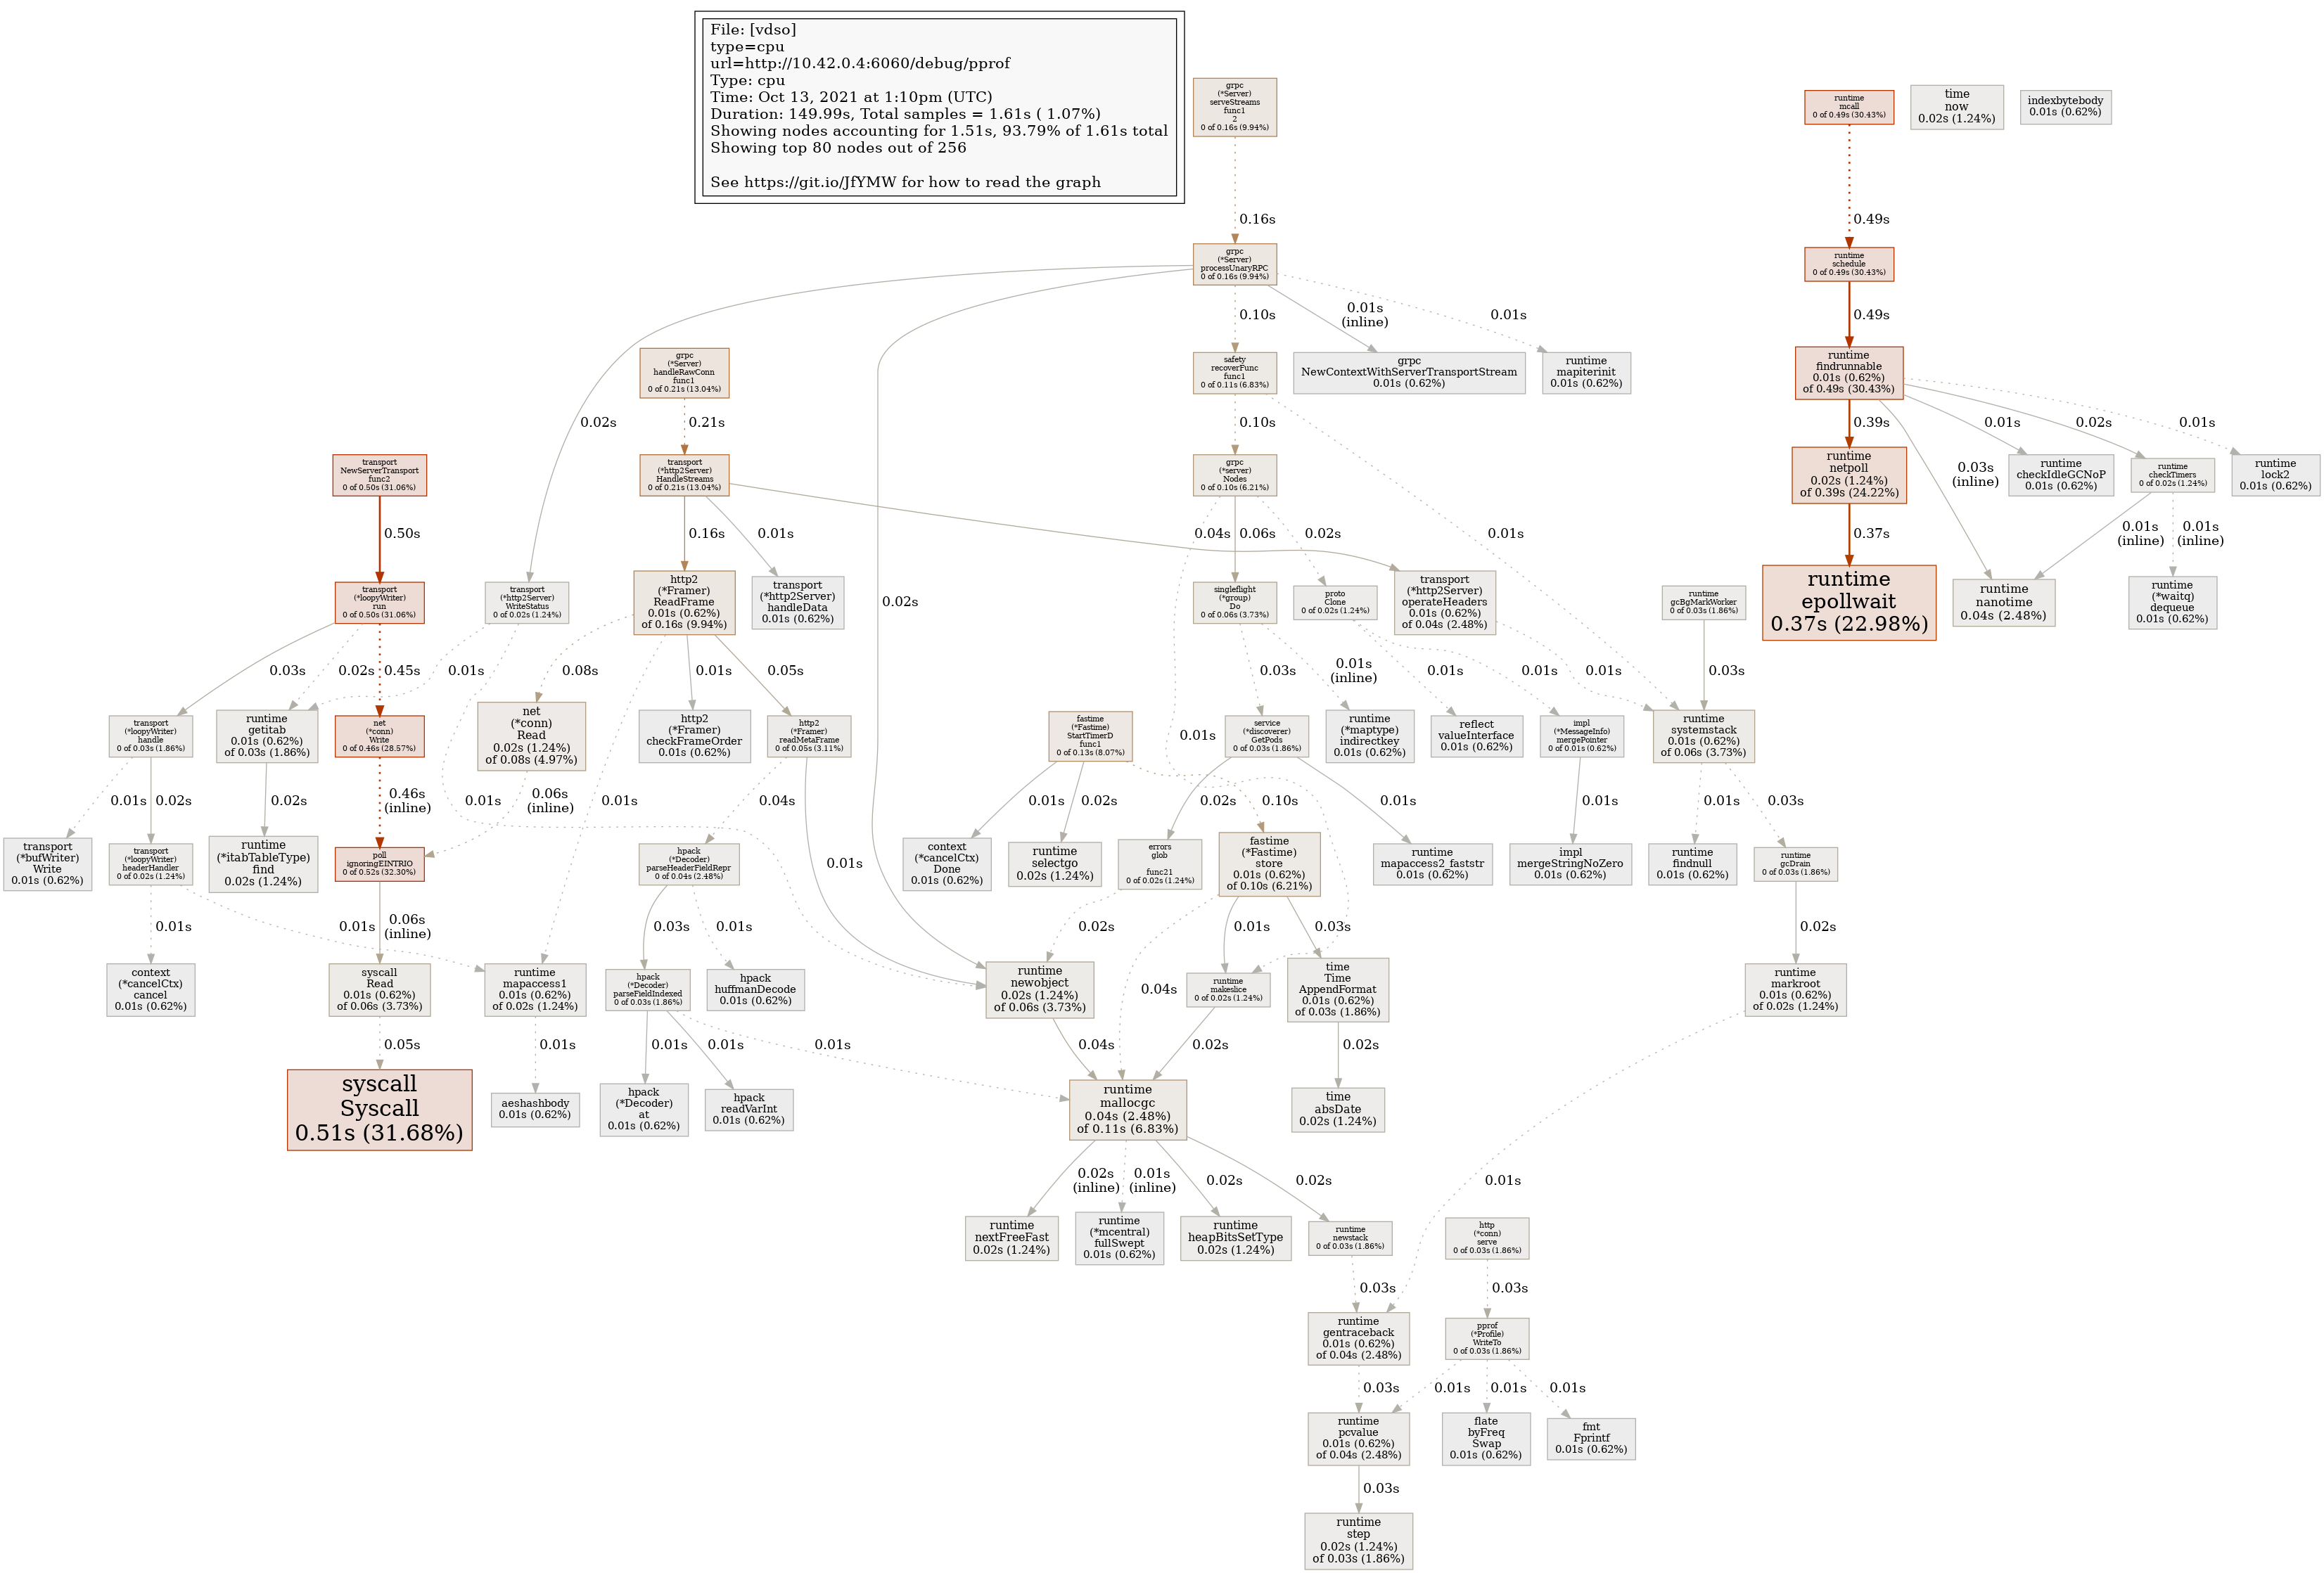 File: [vdso]
type=cpu
url=http://10.42.0.4:6060/debug/pprof
Type: cpu
Time: Oct 13, 2021 at 1:10pm (UTC)
Duration: 149.99s, Total samples = 1.61s ( 1.07%)
Showing nodes accounting for 1.51s, 93.79% of 1.61s total
Showing top 80 nodes out of 256
See https://git.io/JfYMW for how to read the graph
grpc
(*Server)
serveStreams
func1
2
0 of 0.16s (9.94%)
runtime
mcall
0 of 0.49s (30.43%)
time
now
0.02s (1.24%)
indexbytebody
0.01s (0.62%)
0.16s
0.49s
grpc
(*Server)
processUnaryRPC
0 of 0.16s (9.94%)
runtime
schedule
0 of 0.49s (30.43%)
0.10s
0.01s
(inline)
0.01s
0.49s
grpc
(*Server)
handleRawConn
func1
0 of 0.21s (13.04%)
safety
recoverFunc
func1
0 of 0.11s (6.83%)
grpc
NewContextWithServerTransportStream
0.01s (0.62%)
runtime
mapiterinit
0.01s (0.62%)
runtime
findrunnable
0.01s (0.62%)
of 0.49s (30.43%)
0.02s
0.21s
0.10s
0.39s
0.01s
0.02s
0.01s
transport
NewServerTransport
func2
0 of 0.50s (31.06%)
transport
(*http2Server)
HandleStreams
0 of 0.21s (13.04%)
grpc
(*server)
Nodes
0 of 0.10s (6.21%)
runtime
netpoll
0.02s (1.24%)
of 0.39s (24.22%)
0.03s
(inline)
runtime
checkIdleGCNoP
0.01s (0.62%)
runtime
checkTimers
0 of 0.02s (1.24%)
runtime
lock2
0.01s (0.62%)
0.50s
0.16s
0.01s
0.04s
0.06s
0.02s
0.01s
0.37s
0.01s
(inline)
0.01s
(inline)
transport
(*loopyWriter)
run
0 of 0.50s (31.06%)
transport
(*http2Server)
WriteStatus
0 of 0.02s (1.24%)
http2
(*Framer)
ReadFrame
0.01s (0.62%)
of 0.16s (9.94%)
transport
(*http2Server)
handleData
0.01s (0.62%)
0.02s
singleflight
(*group)
Do
0 of 0.06s (3.73%)
proto
Clone
0 of 0.02s (1.24%)
transport
(*http2Server)
operateHeaders
0.01s (0.62%)
of 0.04s (2.48%)
runtime
gcBgMarkWorker
0 of 0.03s (1.86%)
runtime
epollwait
0.37s (22.98%)
runtime
nanotime
0.04s (2.48%)
runtime
(*waitq)
dequeue
0.01s (0.62%)
0.03s
0.02s
0.45s
0.01s
0.08s
0.01s
0.05s
0.03s
0.01s
(inline)
0.01s
0.01s
0.01s
0.03s
transport
(*loopyWriter)
handle
0 of 0.03s (1.86%)
runtime
getitab
0.01s (0.62%)
of 0.03s (1.86%)
net
(*conn)
Write
0 of 0.46s (28.57%)
net
(*conn)
Read
0.02s (1.24%)
of 0.08s (4.97%)
http2
(*Framer)
checkFrameOrder
0.01s (0.62%)
http2
(*Framer)
readMetaFrame
0 of 0.05s (3.11%)
fastime
(*Fastime)
StartTimerD
func1
0 of 0.13s (8.07%)
0.01s
service
(*discoverer)
GetPods
0 of 0.03s (1.86%)
runtime
(*maptype)
indirectkey
0.01s (0.62%)
reflect
valueInterface
0.01s (0.62%)
impl
(*MessageInfo)
mergePointer
0 of 0.01s (0.62%)
runtime
systemstack
0.01s (0.62%)
of 0.06s (3.73%)
0.01s
0.02s
0.02s
0.46s
(inline)
0.01s
0.06s
(inline)
0.01s
0.04s
0.01s
0.02s
0.10s
0.02s
0.01s
0.01s
0.01s
0.03s
transport
(*bufWriter)
Write
0.01s (0.62%)
transport
(*loopyWriter)
headerHandler
0 of 0.02s (1.24%)
runtime
(*itabTableType)
find
0.02s (1.24%)
poll
ignoringEINTRIO
0 of 0.52s (32.30%)
hpack
(*Decoder)
parseHeaderFieldRepr
0 of 0.04s (2.48%)
0.01s
context
(*cancelCtx)
Done
0.01s (0.62%)
runtime
selectgo
0.02s (1.24%)
errors
glob

func21
0 of 0.02s (1.24%)
fastime
(*Fastime)
store
0.01s (0.62%)
of 0.10s (6.21%)
runtime
mapaccess2_faststr
0.01s (0.62%)
impl
mergeStringNoZero
0.01s (0.62%)
runtime
findnull
0.01s (0.62%)
runtime
gcDrain
0 of 0.03s (1.86%)
0.01s
0.01s
0.06s
(inline)
0.03s
0.01s
0.02s
0.01s
0.03s
0.02s
context
(*cancelCtx)
cancel
0.01s (0.62%)
syscall
Read
0.01s (0.62%)
of 0.06s (3.73%)
runtime
mapaccess1
0.01s (0.62%)
of 0.02s (1.24%)
hpack
(*Decoder)
parseFieldIndexed
0 of 0.03s (1.86%)
hpack
huffmanDecode
0.01s (0.62%)
runtime
newobject
0.02s (1.24%)
of 0.06s (3.73%)
0.04s
runtime
makeslice
0 of 0.02s (1.24%)
time
Time
AppendFormat
0.01s (0.62%)
of 0.03s (1.86%)
runtime
markroot
0.01s (0.62%)
of 0.02s (1.24%)
0.05s
0.01s
0.01s
0.01s
0.01s
0.04s
0.02s
0.02s
syscall
Syscall
0.51s (31.68%)
aeshashbody
0.01s (0.62%)
hpack
(*Decoder)
at
0.01s (0.62%)
hpack
readVarInt
0.01s (0.62%)
runtime
mallocgc
0.04s (2.48%)
of 0.11s (6.83%)
time
absDate
0.02s (1.24%)
0.02s
(inline)
0.01s
(inline)
0.02s
0.02s
0.01s
runtime
nextFreeFast
0.02s (1.24%)
runtime
(*mcentral)
fullSwept
0.01s (0.62%)
runtime
heapBitsSetType
0.02s (1.24%)
runtime
newstack
0 of 0.03s (1.86%)
http
(*conn)
serve
0 of 0.03s (1.86%)
0.03s
0.03s
runtime
gentraceback
0.01s (0.62%)
of 0.04s (2.48%)
pprof
(*Profile)
WriteTo
0 of 0.03s (1.86%)
0.03s
0.01s
0.01s
0.01s
runtime
pcvalue
0.01s (0.62%)
of 0.04s (2.48%)
flate
byFreq
Swap
0.01s (0.62%)
fmt
Fprintf
0.01s (0.62%)
0.03s
runtime
step
0.02s (1.24%)
of 0.03s (1.86%)